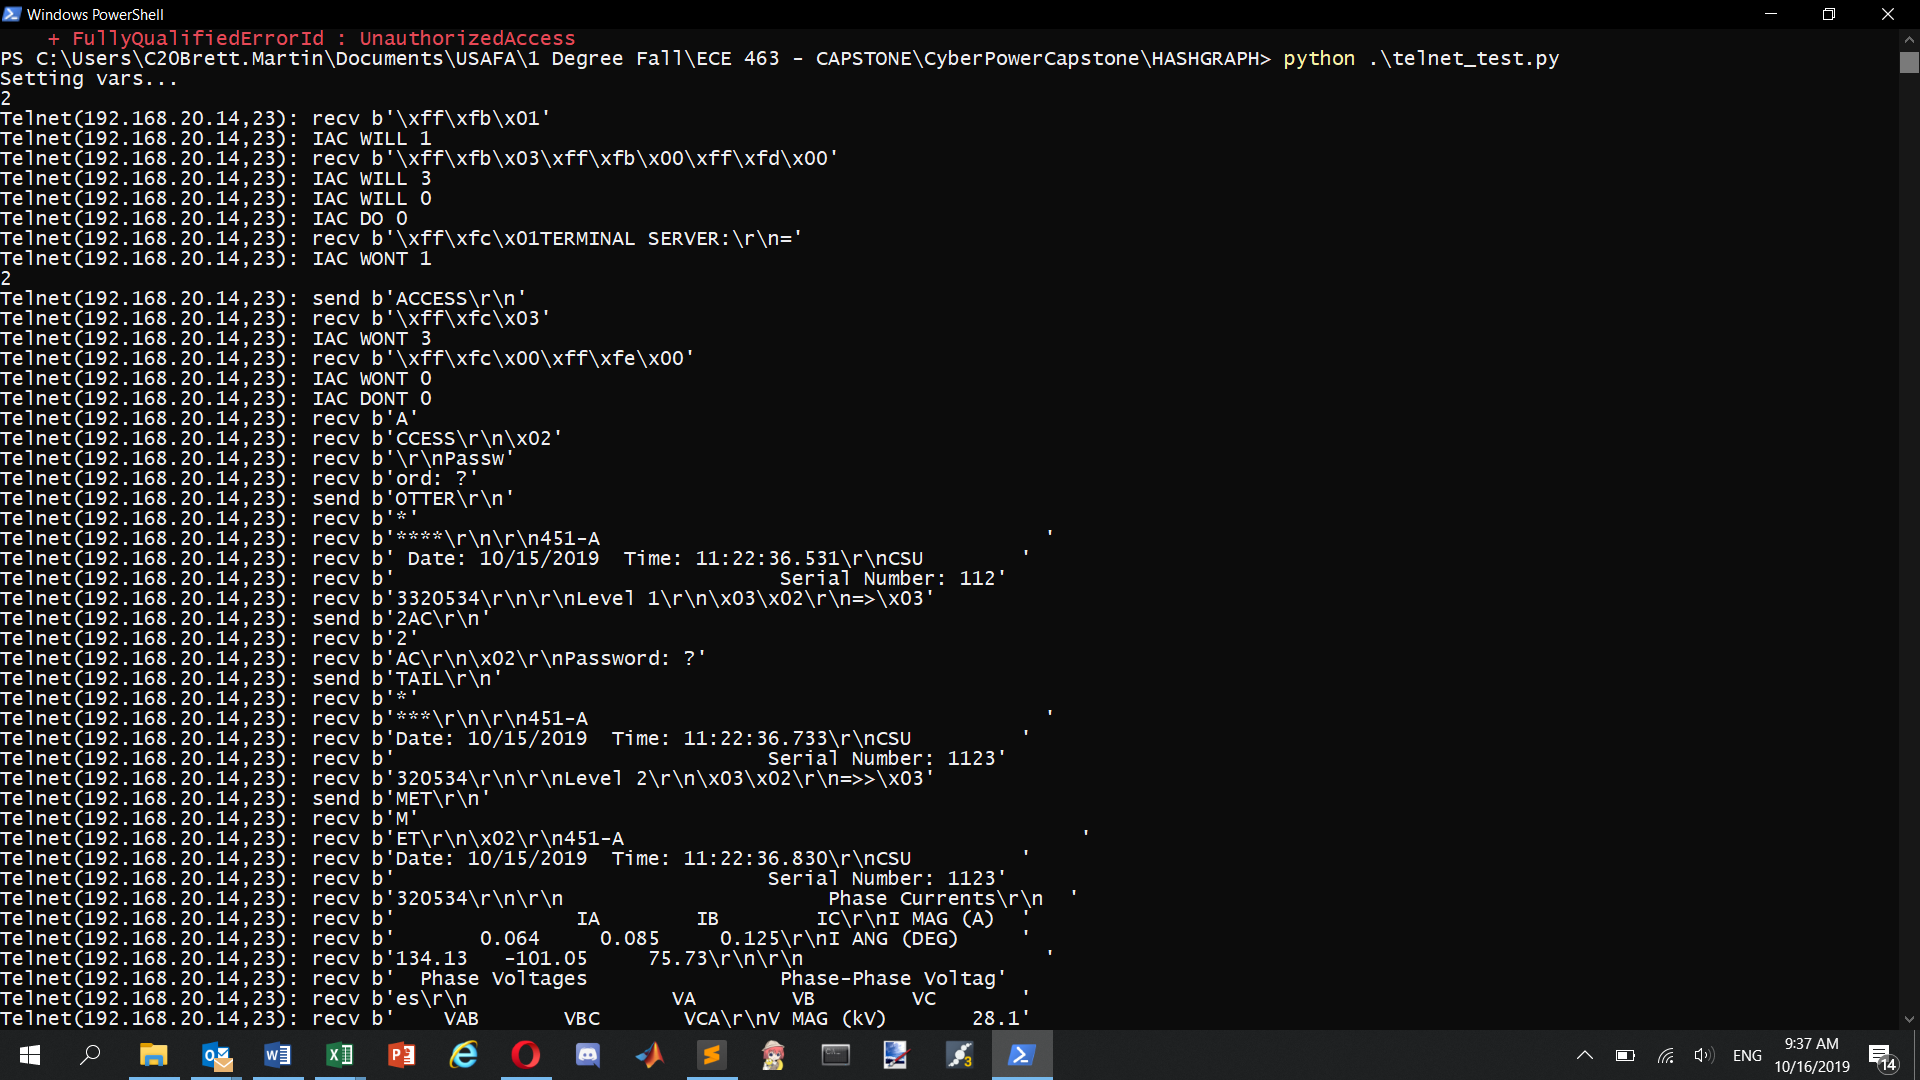 Windows PowerShell
    + FullyQualifiedErrorId : UnauthorizedAccess
PS C:\Users\C20Brett.Martin\Documents\USAFA\1 Degree Fall\ECE 463 - CAPSTONE\CyberPowerCapstone\HASHGRAPH> python .\telnet_test.py
Setting vars...
2
Telnet(192.168.20.14,23): recv b'\xff\xfb\x01'
Telnet(192.168.20.14,23): IAC WILL 1
Telnet(192.168.20.14,23): recv b'\xff\xfb\x03\xff\xfb\x00\xff\xfd\x00'
Telnet(192.168.20.14,23): IAC WILL 3
Telnet(192.168.20.14,23): IAC WILL 0
Telnet(192.168.20.14,23): IAC DO 0
Telnet(192.168.20.14,23): recv b'\xff\xfc\x01TERMINAL SERVER:\r\n='
Telnet(192.168.20.14,23): IAC WONT 1
2
Telnet(192.168.20.14,23): send b'ACCESS\r\n'
Telnet(192.168.20.14,23): recv b'\xff\xfc\x03'
Telnet(192.168.20.14,23): IAC WONT 3
Telnet(192.168.20.14,23): recv b'\xff\xfc\x00\xff\xfe\x00'
Telnet(192.168.20.14,23): IAC WONT 0
Telnet(192.168.20.14,23): IAC DONT 0
Telnet(192.168.20.14,23): recv b'A'
Telnet(192.168.20.14,23): recv b'CCESS\r\n\x02'
Telnet(192.168.20.14,23): recv b'\r\nPassw'
Telnet(192.168.20.14,23): recv b'ord: ?'
Telnet(192.168.20.14,23): send b'OTTER\r\n'
Telnet(192.168.20.14,23): recv b'*'
Telnet(192.168.20.14,23): recv b'****\r\n\r\n451-A                                     '
Telnet(192.168.20.14,23): recv b' Date: 10/15/2019  Time: 11:22:36.531\r\nCSU        '
Telnet(192.168.20.14,23): recv b'                                Serial Number: 112'
Telnet(192.168.20.14,23): recv b'3320534\r\n\r\nLevel 1\r\n\x03\x02\r\n=>\x03'
Telnet(192.168.20.14,23): send b'2AC\r\n'
Telnet(192.168.20.14,23): recv b'2'
Telnet(192.168.20.14,23): recv b'AC\r\n\x02\r\nPassword: ?'
Telnet(192.168.20.14,23): send b'TAIL\r\n'
Telnet(192.168.20.14,23): recv b'*'
Telnet(192.168.20.14,23): recv b'***\r\n\r\n451-A                                      '
Telnet(192.168.20.14,23): recv b'Date: 10/15/2019  Time: 11:22:36.733\r\nCSU         '
Telnet(192.168.20.14,23): recv b'                               Serial Number: 1123'
Telnet(192.168.20.14,23): recv b'320534\r\n\r\nLevel 2\r\n\x03\x02\r\n=>>\x03'
Telnet(192.168.20.14,23): send b'MET\r\n'
Telnet(192.168.20.14,23): recv b'M'
Telnet(192.168.20.14,23): recv b'ET\r\n\x02\r\n451-A                                      '
Telnet(192.168.20.14,23): recv b'Date: 10/15/2019  Time: 11:22:36.830\r\nCSU         '
Telnet(192.168.20.14,23): recv b'                               Serial Number: 1123'
Telnet(192.168.20.14,23): recv b'320534\r\n\r\n                      Phase Currents\r\n  '
Telnet(192.168.20.14,23): recv b'               IA        IB        IC\r\nI MAG (A)  '
Telnet(192.168.20.14,23): recv b'       0.064     0.085     0.125\r\nI ANG (DEG)     '
Telnet(192.168.20.14,23): recv b'134.13   -101.05     75.73\r\n\r\n                    '
Telnet(192.168.20.14,23): recv b'  Phase Voltages                Phase-Phase Voltag'
Telnet(192.168.20.14,23): recv b'es\r\n                 VA        VB        VC       '
Telnet(192.168.20.14,23): recv b'    VAB       VBC       VCA\r\nV MAG (kV)       28.1'
ENG
9:37 AM
10/16/2019
14